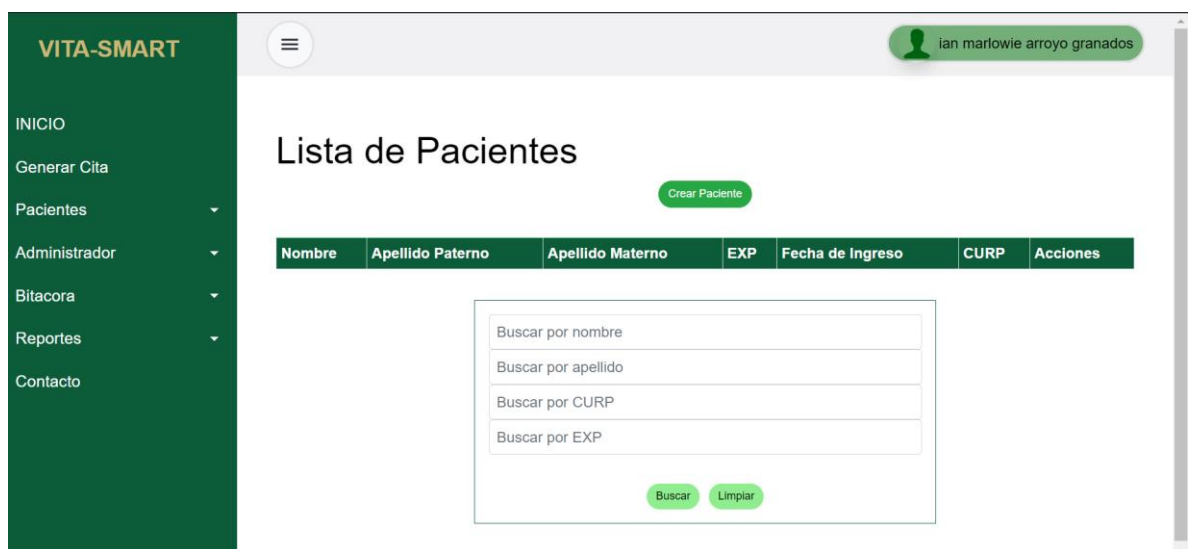 VITA-SMART
ian marlowie arroyo granados
INICIO
Generar Cita
Pacientes
Administrador
Bitacora
Reportes
Contacto
Lista de Pacientes
Crear Paciente
Nombre Apellido Paterno Apellido Materno EXP Fecha de Ingreso CURP Acciones
Buscar por nombre
Buscar por apellido
Buscar por CURP
Buscar por EXP
Buscar Limpiar